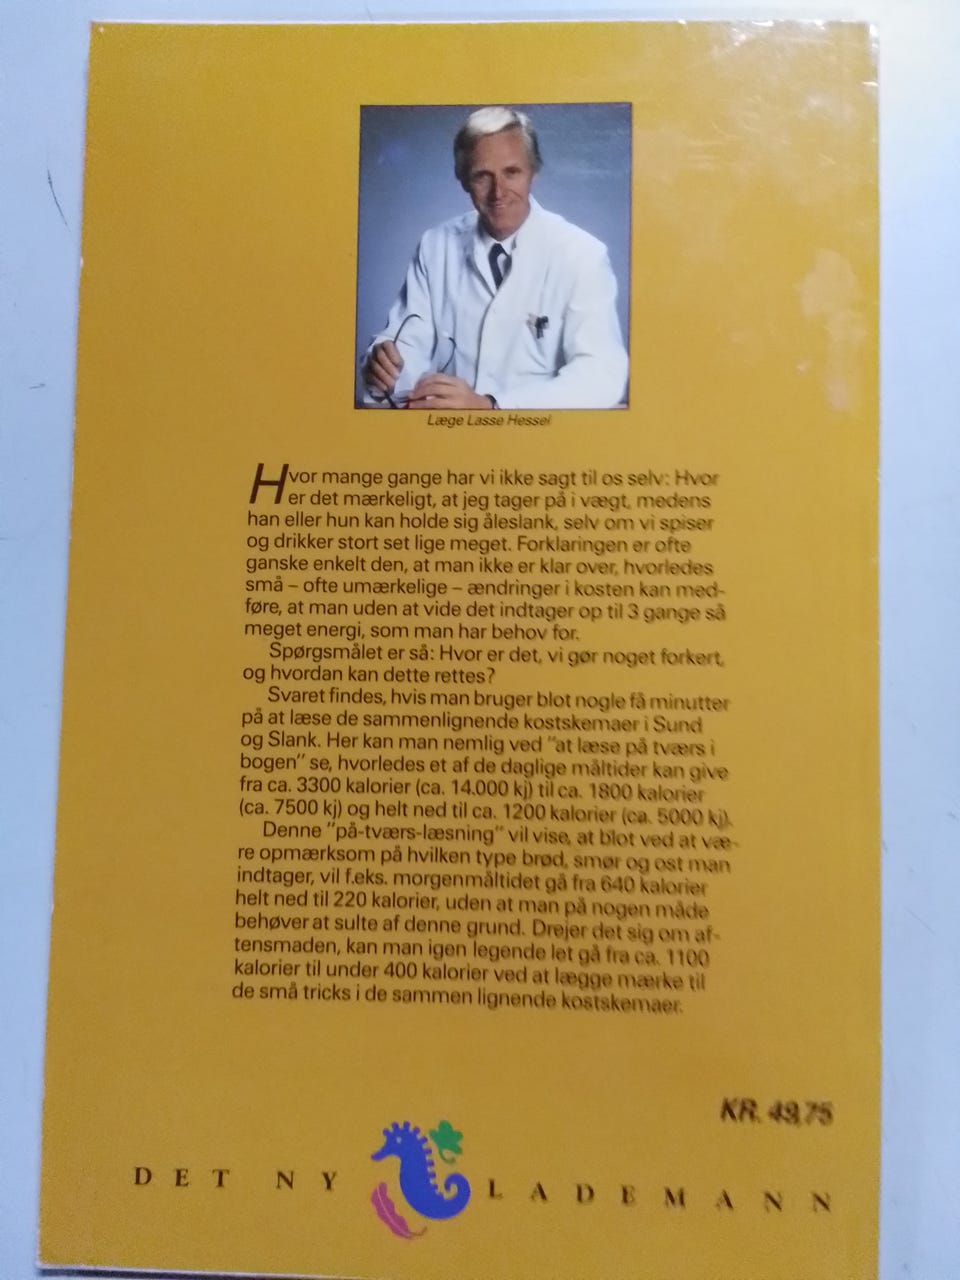 Læge Lasse Hessel
Hvor mange gange har vi ikke sagt til os selv: Hvor
er det mærkeligt, at jeg tager på i vægt, medens
han eller hun kan holde sig åleslank, selv om vi spiser
og drikker stort set lige meget. Forklaringen er ofte
ganske enkelt den, at man ikke er klar over, hvorledes
små – ofte umærkelige – ændringer i kosten kan med-
føre, at man uden at vide det indtager op til 3 gange så
meget energi, som man har behov for.
Spørgsmålet er så: Hvor er det, vi gør noget forkert,
og hvordan kan dette rettes?
Svaret findes, hvis man bruger blot nogle få minutter
på at læse de sammenlignende kostskemaer i Sund
og Slank. Her kan man nemlig ved "at læse på tværs i
bogen" se, hvorledes et af de daglige måltider kan give
fra ca. 3300 kalorier (ca. 14.000 kj) til ca. 1800 kalorier
(ca. 7500 kj) og helt ned til ca. 1200 kalorier (ca. 5000 kj).
Denne "på-tværs-læsning" vil vise, at blot ved at væ-
re opmærksom på hvilken type brød, smør og ost man
indtager, vil f.eks. morgenmåltidet gå fra 640 kalorier
helt ned til 220 kalorier, uden at man på nogen måde
behøver at sulte af denne grund. Drejer det sig om af-
tensmaden, kan man igen legende let gå fra ca. 1100
kalorier til under 400 kalorier ved at lægge mærke til
de små tricks i de sammen lignende kostskemaer.
KR. 49,75
DET NY LADEMANN